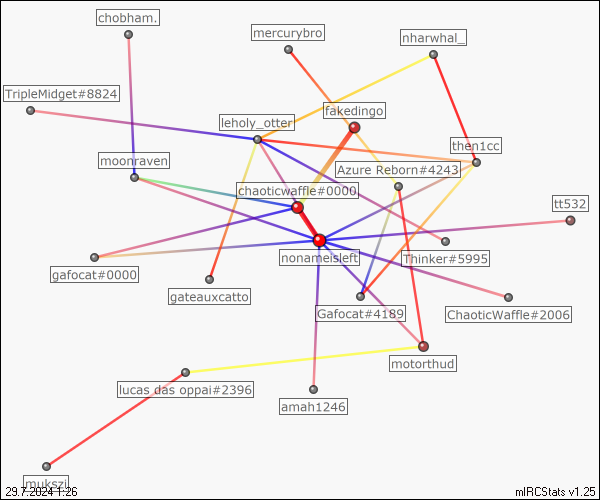 chobham.
mercurybro
nharwhal_
TripleMidget#8824
leholy_otter
fakedingo
then1cc
moonraven
Azure Reborn#4243
chaoticwaffle#0000
tt532
nonameisleft
Thinker#5995
gafocat#0000
gateauxcatto
Gafocat#4189
ChaoticWaffle#2006
motorthud
lucas das oppai#2396
amah1246
mukszi
29.7.2024 1:26
mIRCStats v1.25